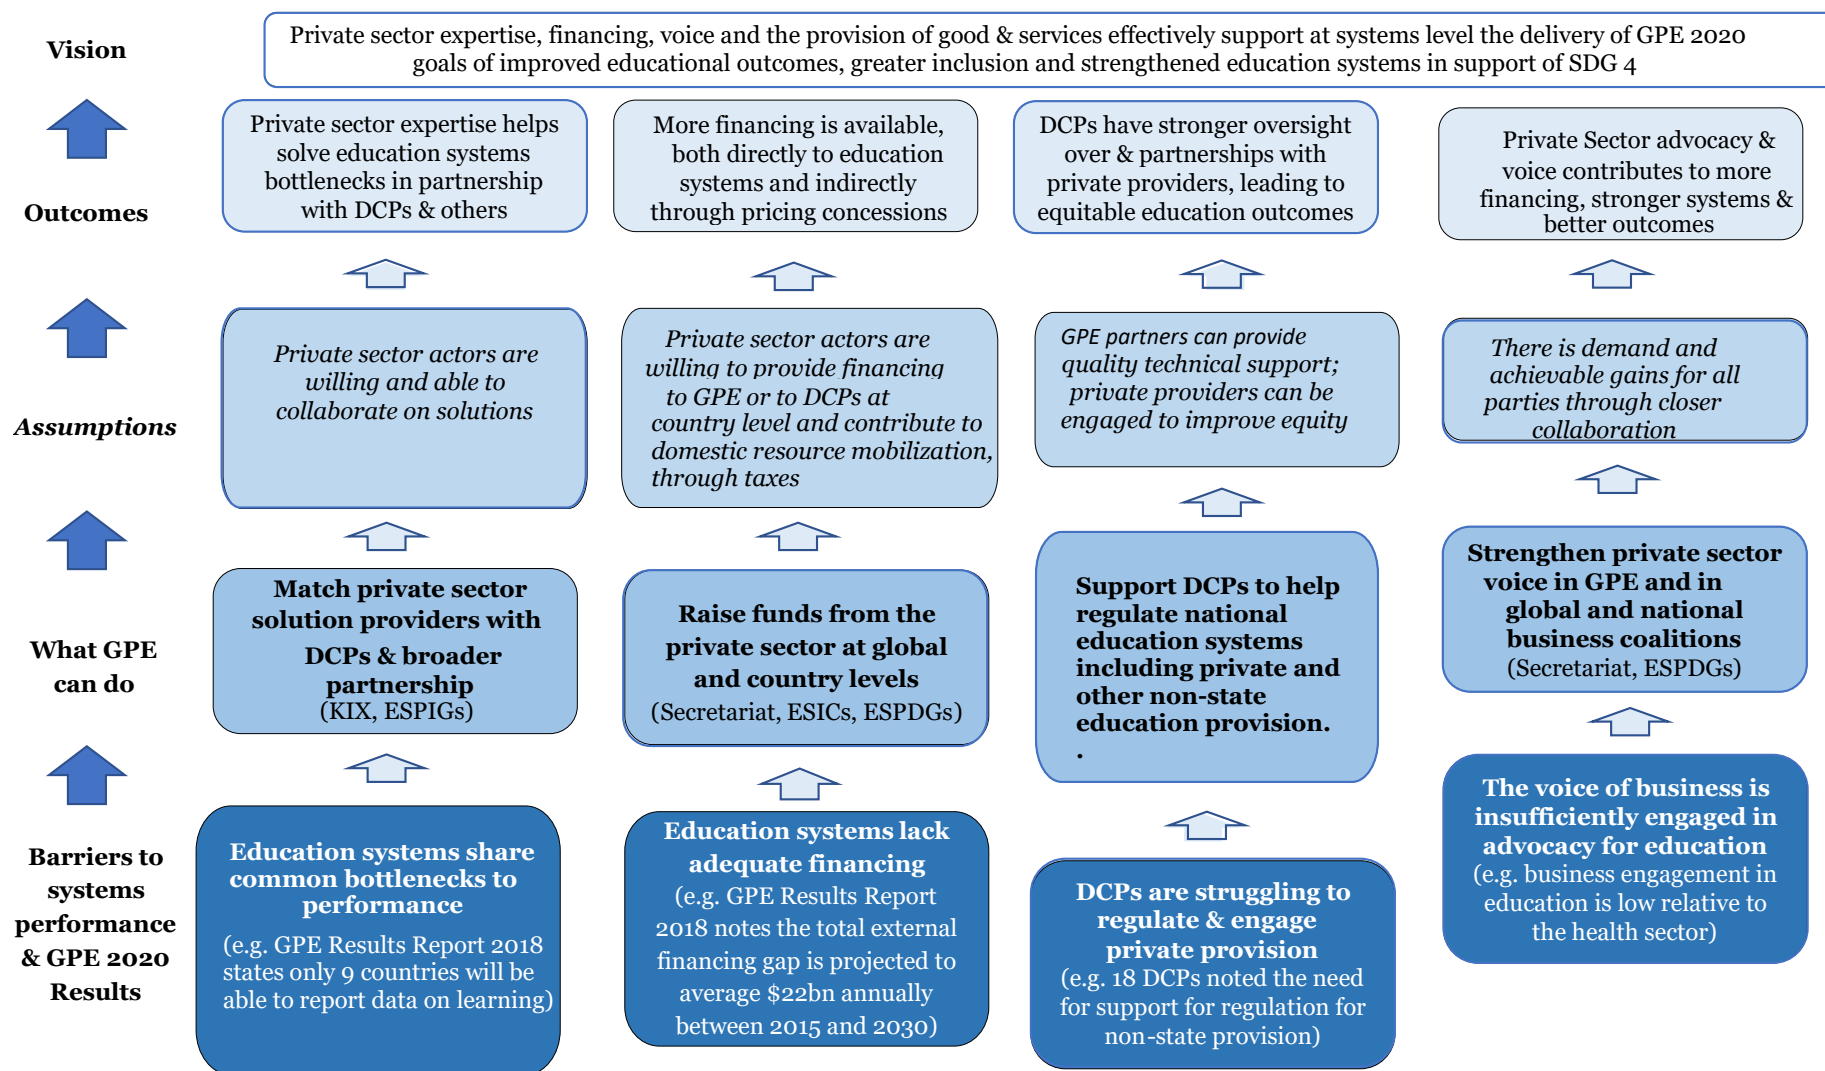 Vision
Private sector expertise, financing, voice and the provision of good & services effectively support at systems level the delivery of GPE 2020
goals of improved educational outcomes, greater inclusion and strengthened education systems in support of SDG 4
Outcomes
Private sector expertise helps
solve education systems
bottlenecks in partnership
with DCPs & others
More financing is available,
both directly to education
systems and indirectly
through pricing concessions
DCPs have stronger oversight
over & partnerships with
private providers, leading to
equitable education outcomes
Private Sector advocacy &
voice contributes to more
financing, stronger systems &
better outcomes
Assumptions
Private sector actors are
willing and able to
collaborate on solutions
Private sector actors are
willing to provide financing
to GPE or to DCPs at
country level and contribute to
domestic resource mobilization,
through taxes
GPE partners can provide
quality technical support;
private providers can be
engaged to improve equity
There is demand and
achievable gains for all
parties through closer
collaboration
What GPE
can do
Match private sector
solution providers with
DCPs & broader
partnership
(KIX, ESPIGs)
Raise funds from the
private sector at global
and country levels
(Secretariat, ESICs, ESPDGs)
Support DCPs to help
regulate national
education systems
including private and
other non-state
education provision.
.
Strengthen private sector
voice in GPE and in
global and national
business coalitions
(Secretariat, ESPDGs)
Barriers to
systems
performance
& GPE 2020
Results
Education systems share
common bottlenecks to
performance
(e.g. GPE Results Report 2018
states only 9 countries will be
able to report data on learning)
Education systems lack
adequate financing
(e.g. GPE Results Report
2018 notes the total external
financing gap is projected to
average $22bn annually
between 2015 and 2030)
DCPs are struggling to
regulate & engage
private provision
(e.g. 18 DCPs noted the need
for support for regulation for
non-state provision)
The voice of business is
insufficiently engaged in
advocacy for education
(e.g. business engagement in
education is low relative to
the health sector)